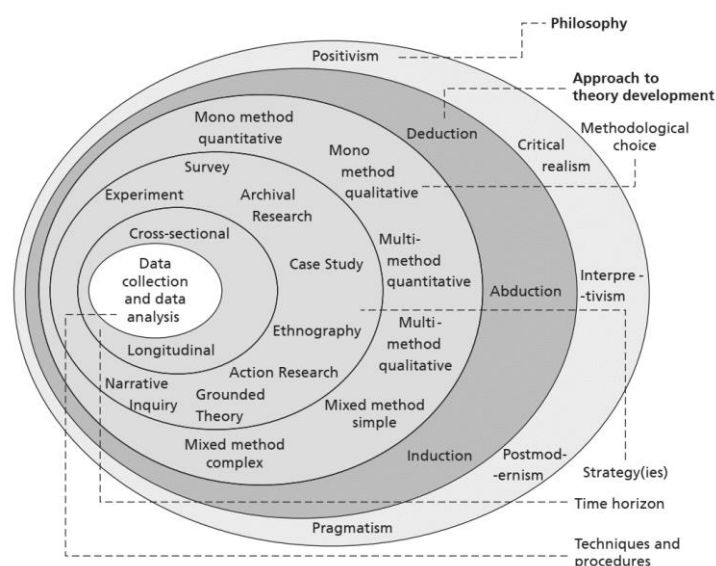 Philosophy
Positivism
Approach to
theory development
Mono method
quantitative
Deduction
Methodological
choice
Critical
realism
Mono
method
qualitative
Survey
Experiment
Archival
Research
Cross-sectional
Multi-
method
quantitative
Data
collection
and data
analysis
Case Study
Abduction
Interpre -
-tivism
Ethnography
Multi-
method
qualitative
Longitudinal
Action Research
Narrative
Inquiry
Grounded
Theory
Mixed method
simple
Mixed method
complex
Induction
Postmod-
-ernism
Strategy(ies)
Time horizon
Pragmatism
Techniques and
procedures